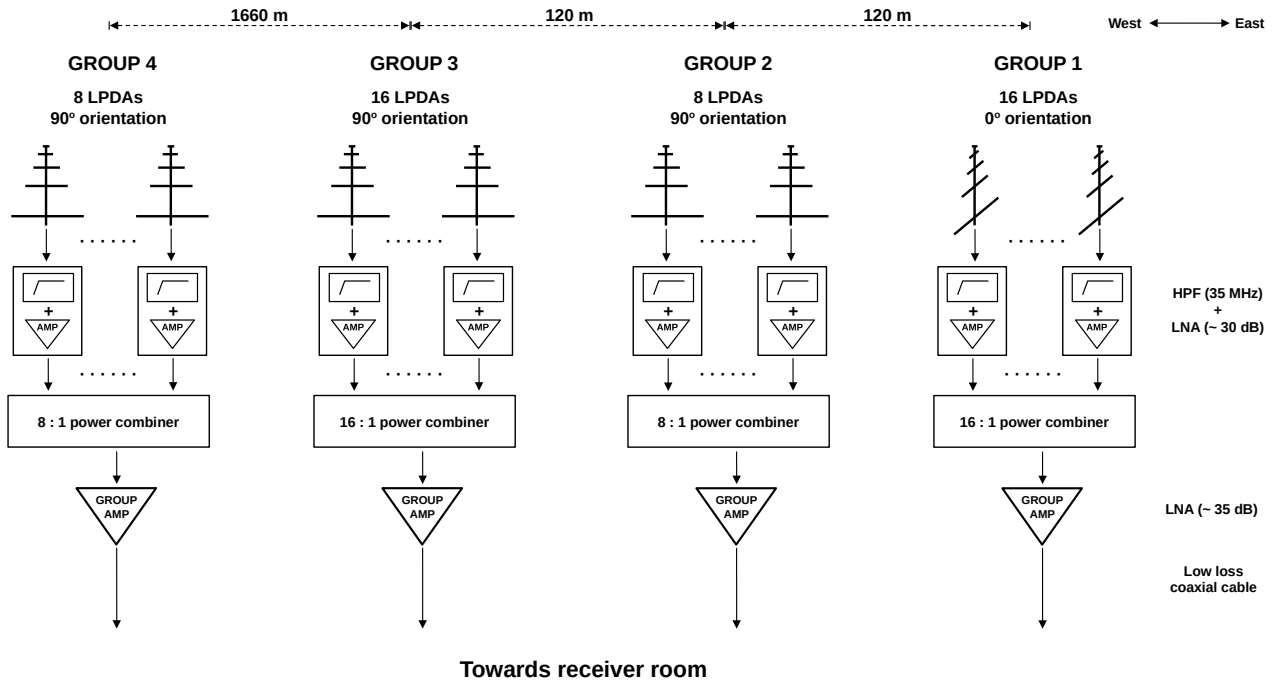 1660 m
120 m
120 m
West
East
GROUP 4
GROUP 3
GROUP 2
GROUP 1
8 LPDAs
90º orientation
16 LPDAs
90º orientation
8 LPDAs
90º orientation
16 LPDAs
0º orientation
. . . . . .
. . . . . .
. . . . . .
. . . . . .
+
AMP
+
AMP
+
AMP
+
AMP
+
AMP
+
AMP
+
AMP
+
AMP
HPF (35 MHz)
+
LNA (~ 30 dB)
. . . . . .
. . . . . .
. . . . . .
. . . . . .
8 : 1 power combiner
16 : 1 power combiner
8 : 1 power combiner
16 : 1 power combiner
GROUP
AMP
GROUP
AMP
GROUP
AMP
GROUP
AMP
LNA (~ 35 dB)
Low loss
coaxial cable
Towards receiver room